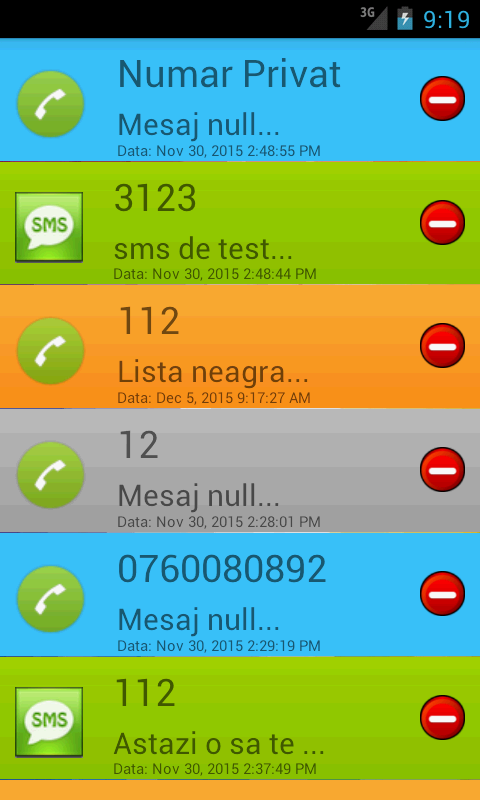 3G 9:19
Numar Privat
Mesaj null...
Data: Nov 30, 2015 2:48:55 PM
SMS
3123
sms de test...
Data: Nov 30, 2015 2:48:44 PM
112
Lista neagra...
Data: Dec 5, 2015 9:17:27 AM
12
Mesaj null...
Data: Nov 30, 2015 2:28:01 PM
0760080892
Mesaj null...
Data: Nov 30, 2015 2:29:19 PM
SMS
112
Astazi o sa te ...
Data: Nov 30, 2015 2:37:49 PM